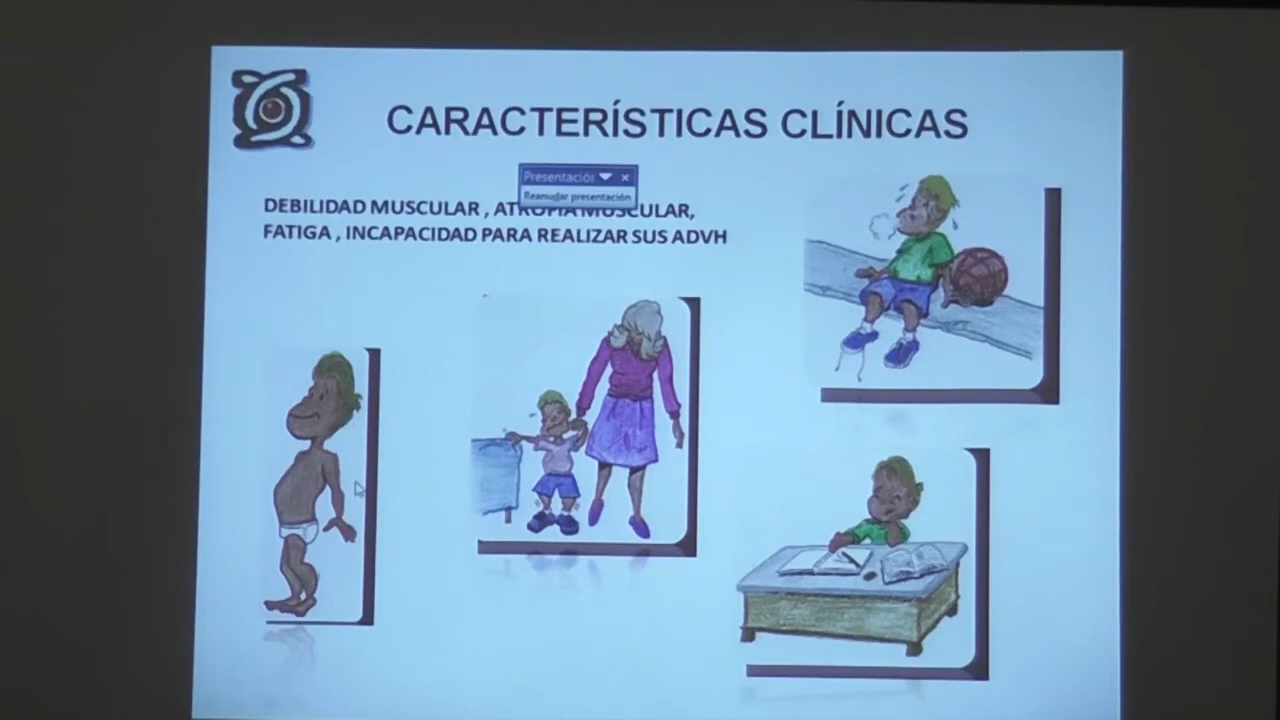 CARACTERÍSTICAS CLÍNICAS
Presentación
Reanudar presentación
DEBILIDAD MUSCULAR , ATROFIA MUSCULAR,
FATIGA , INCAPACIDAD PARA REALIZAR SUS ADVH